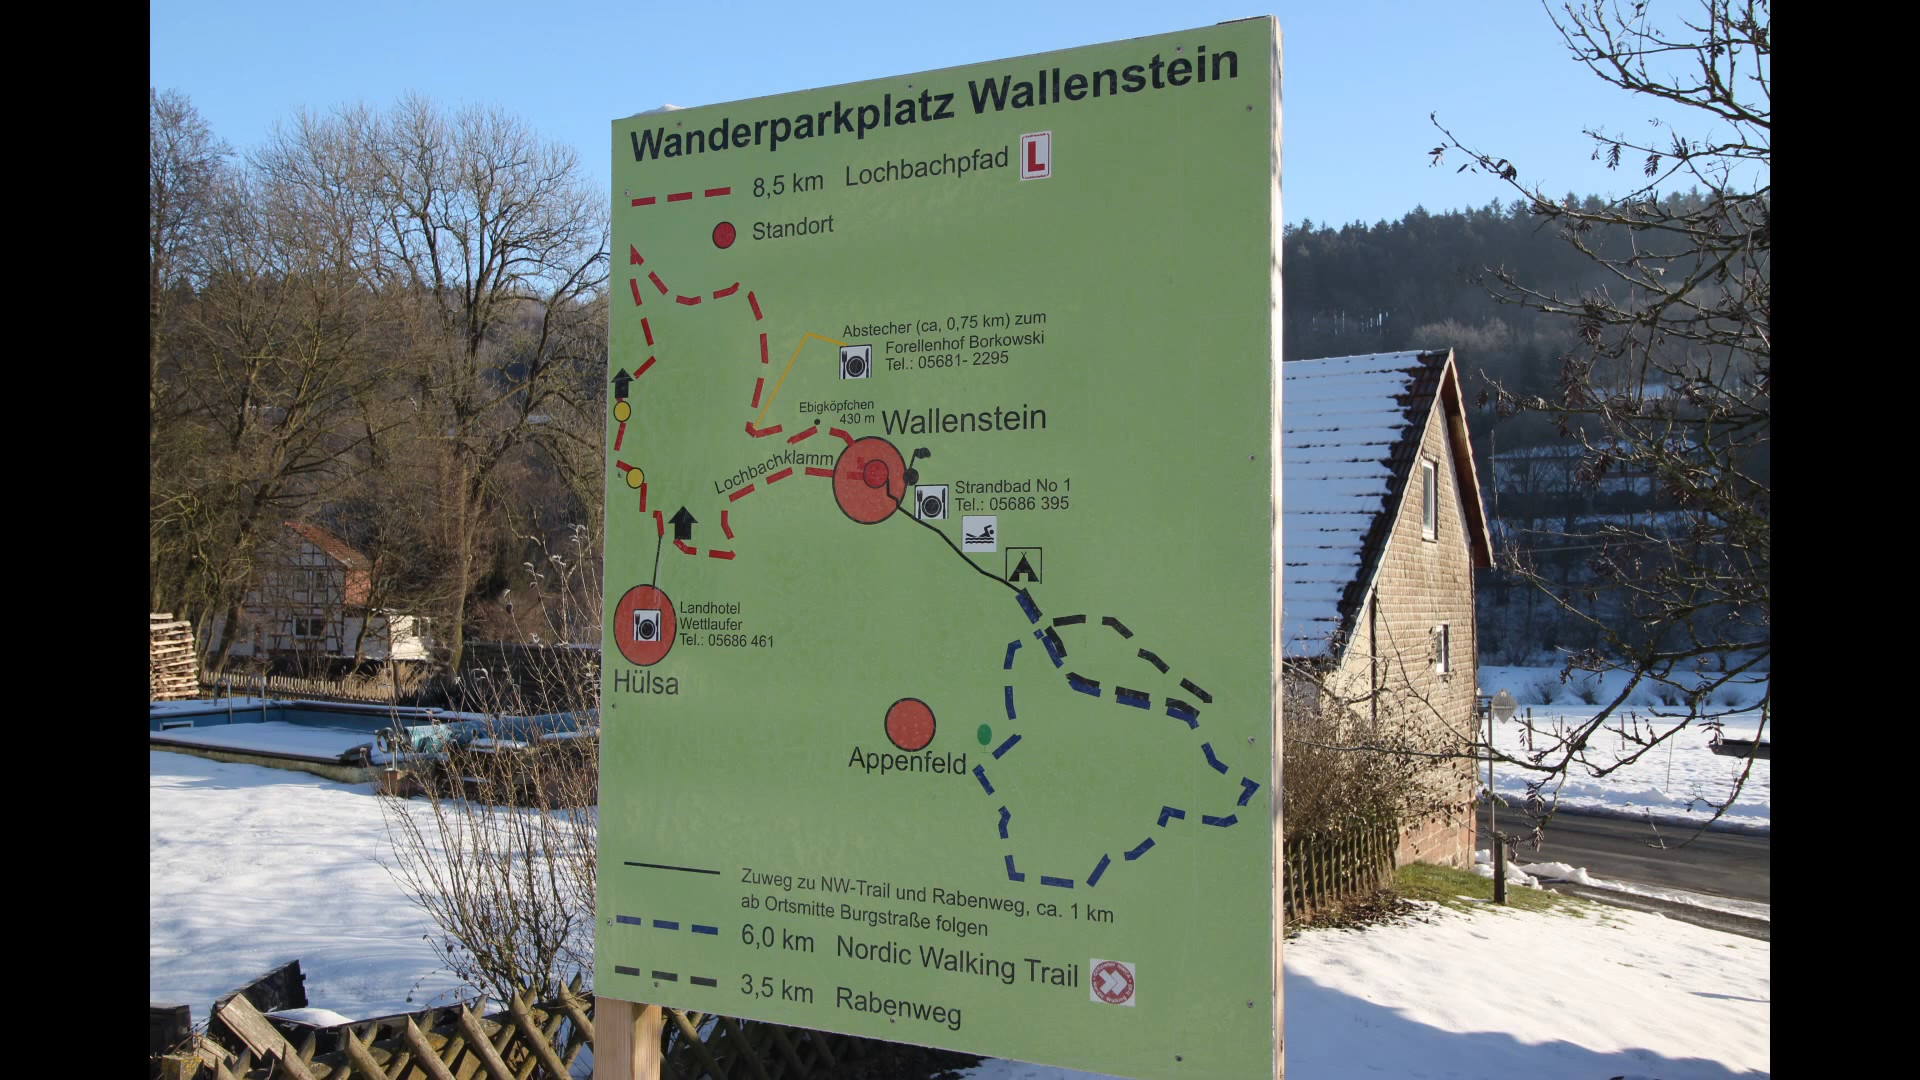 Wanderparkplatz Wallenstein
8,5 km Lochbachpfad L
Standort
Abstecher (ca, 0,75 km) zum
Forellenhof Borkowski
Tel.: 05681- 2295
Ebigköpfchen
430 m
Wallenstein
Lochbachklamm
Strandbad No 1
Tel.: 05686 395
Landhotel
Wettlaufer
Tel.: 05686 461
Hülsa
Appenfeld
Zuweg zu NW-Trail und Rabenweg, ca. 1 km
ab Ortsmitte Burgstraße folgen
6,0 km Nordic Walking Trail
3,5 km Rabenweg